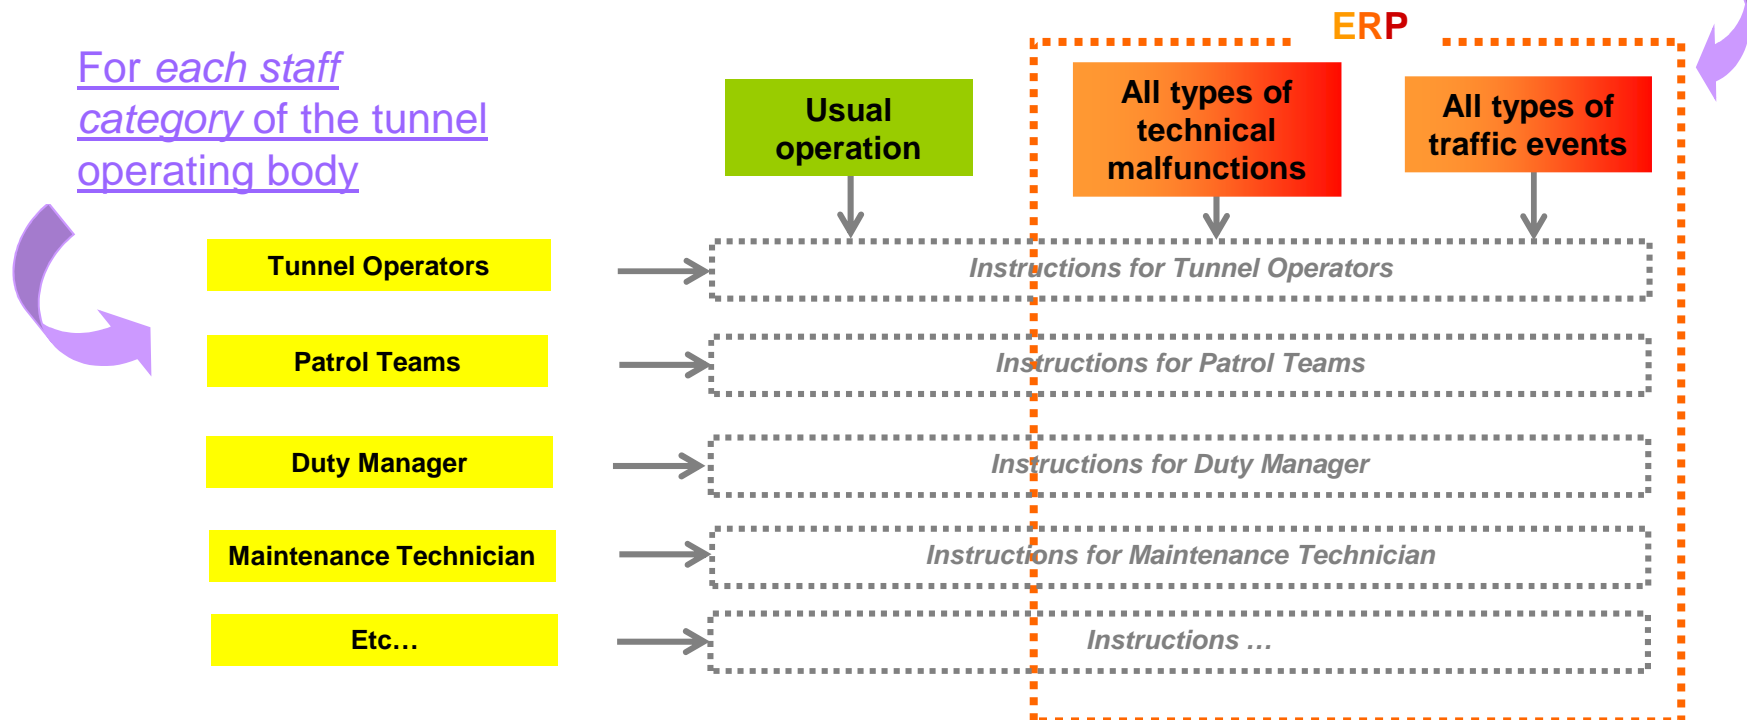 ERP
For each staff
category of the tunnel
operating body
Usual
operation
All types of
technical
malfunctions
All types of
traffic events
Tunnel Operators
Instructions for Tunnel Operators
Patrol Teams
Instructions for Patrol Teams
Duty Manager
Instructions for Duty Manager
Maintenance Technician
Instructions for Maintenance Technician
Etc…
Instructions …